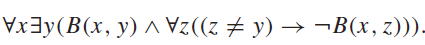 ∀x∃y(B(x, y) ∧ ∀z((z ≠ y) → ¬B(x, z))).